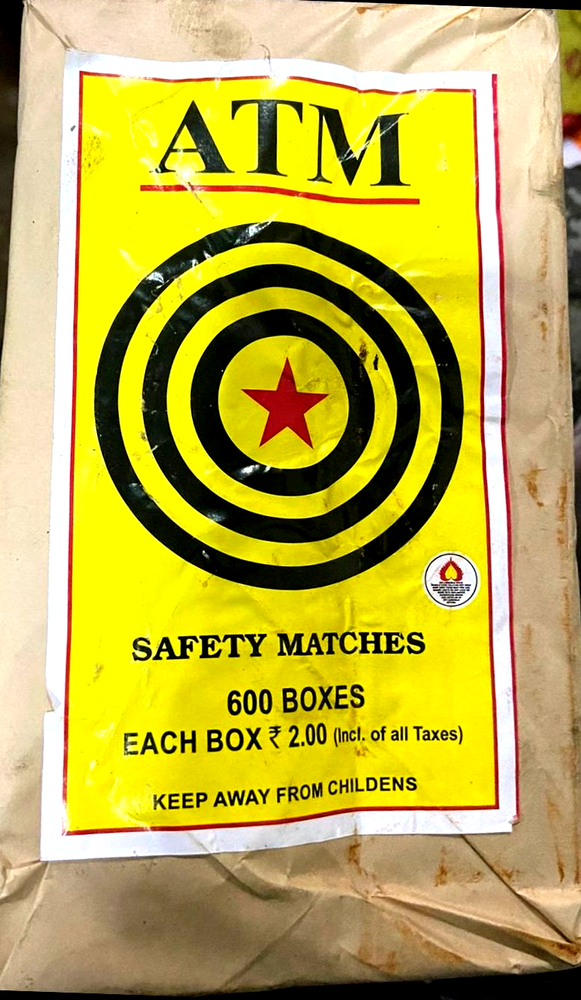 ATM
SAFETY MATCHES
600 BOXES
EACH BOX ₹ 2.00 (Incl. of all Taxes)
KEEP AWAY FROM CHILDENS